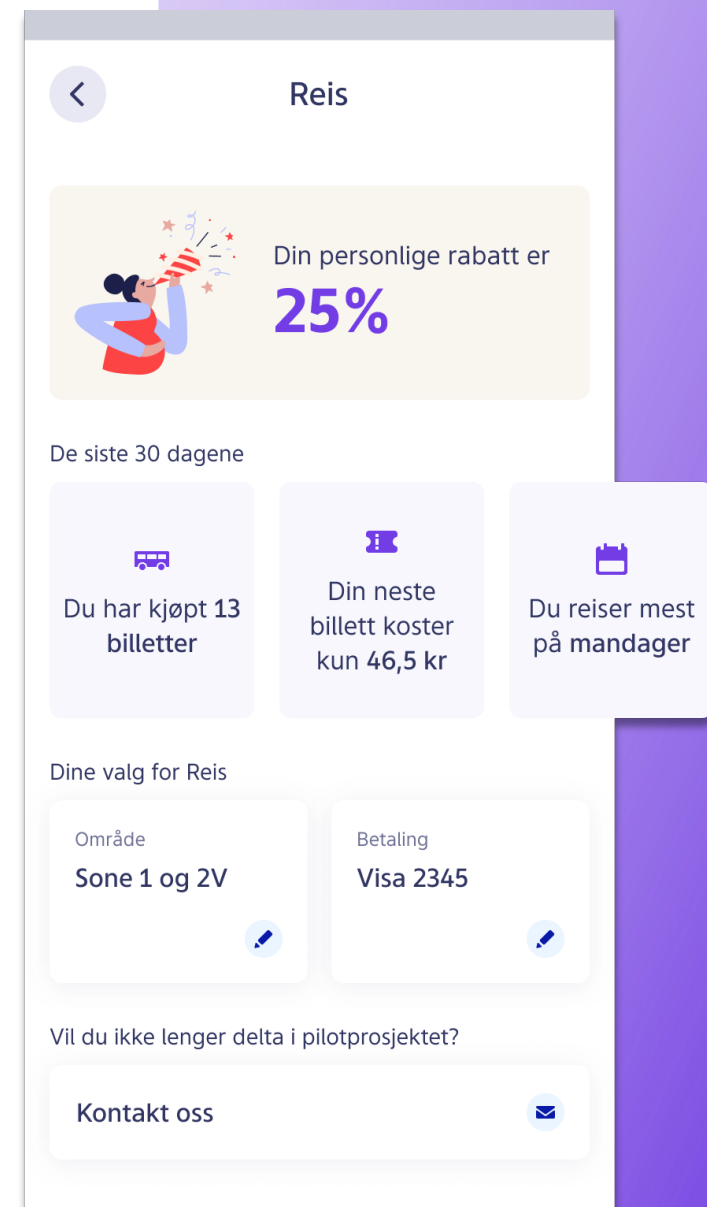 Reis
Din personlige rabatt er
25%
De siste 30 dagene
Du har kjøpt 13
billetter
Din neste
billett koster
kun 46,5 kr
Du reiser mest
på mandager
Dine valg for Reis
Område
Sone 1 og 2V
Betaling
Visa 2345
Vil du ikke lenger delta i pilotprosjektet?
Kontakt oss